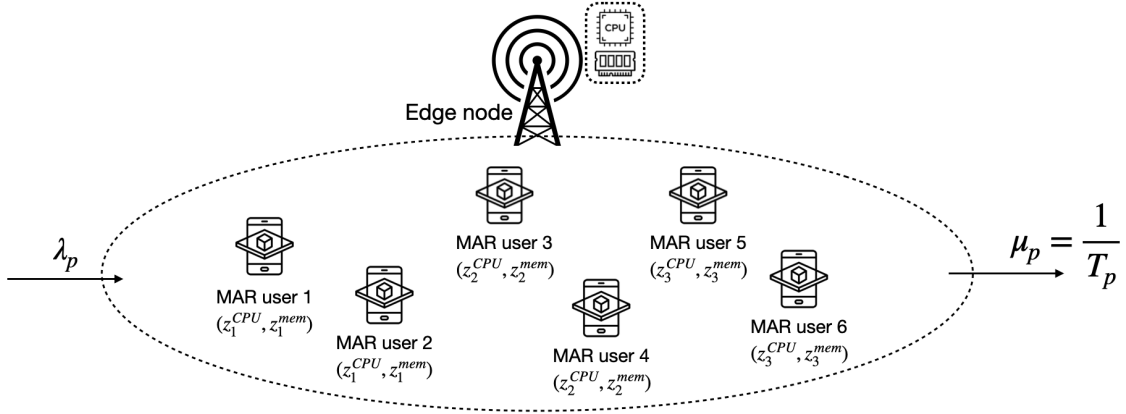 CPU
Edge node
λ_p
MAR user 1
(z_1^{CPU}, z_1^{mem})
MAR user 2
(z_1^{CPU}, z_1^{mem})
MAR user 3
(z_2^{CPU}, z_2^{mem})
MAR user 4
(z_2^{CPU}, z_2^{mem})
MAR user 5
(z_3^{CPU}, z_3^{mem})
MAR user 6
(z_3^{CPU}, z_3^{mem})
μ_p = \frac{1}{T_p}